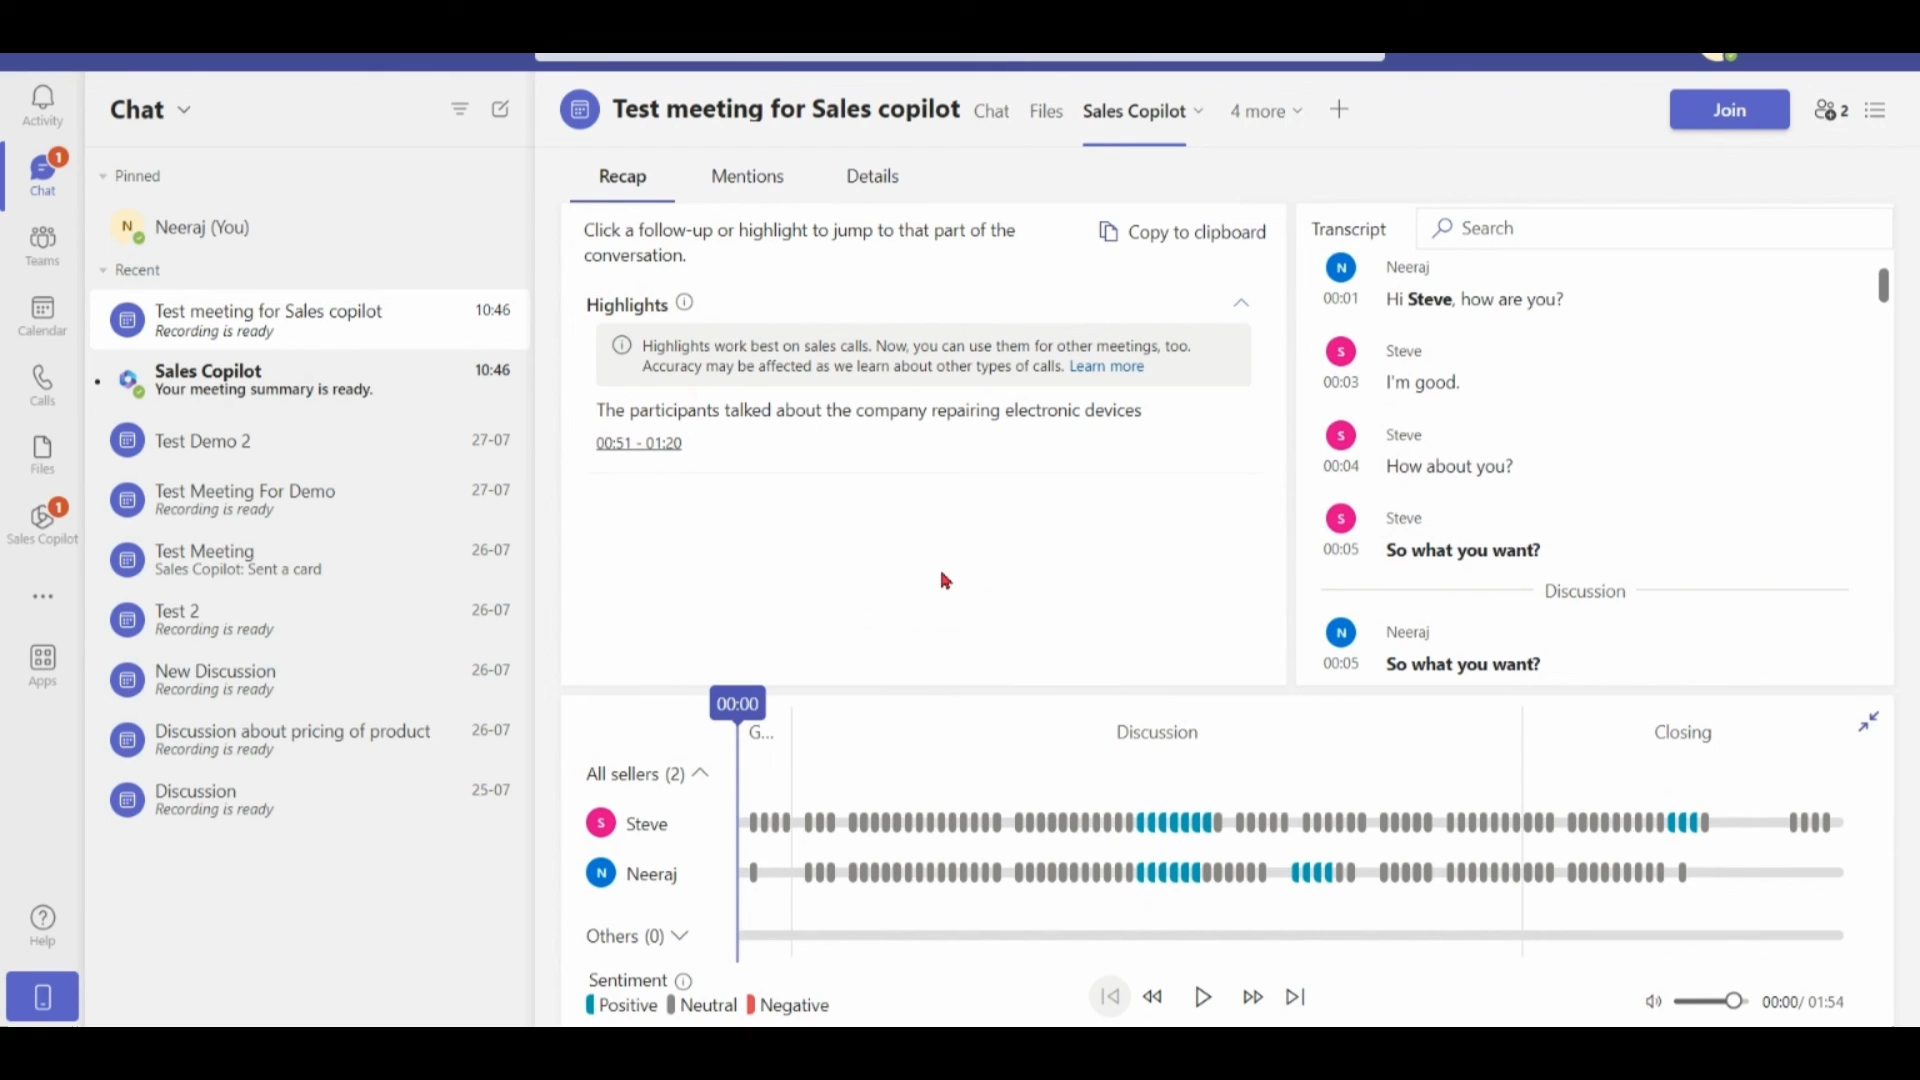 Activity
1
Chat
Teams
Calendar
Calls
Files
1
Sales Copilot
Apps
Help
Chat
Pinned
N
Neeraj (You)
Recent
Test meeting for Sales copilot
10:46
Recording is ready
Sales Copilot
10:46
Your meeting summary is ready.
Test Demo 2
27-07
Test Meeting For Demo
27-07
Recording is ready
Test Meeting
26-07
Sales Copilot: Sent a card
Test 2
26-07
Recording is ready
New Discussion
26-07
Recording is ready
Discussion about pricing of product
26-07
Recording is ready
Discussion
25-07
Recording is ready
Test meeting for Sales copilot
Chat
Files
Sales Copilot
4 more
Join
2
Recap
Mentions
Details
Click a follow-up or highlight to jump to that part of the
conversation.
Copy to clipboard
Highlights
Highlights work best on sales calls. Now, you can use them for other meetings, too.
Accuracy may be affected as we learn about other types of calls. Learn more
The participants talked about the company repairing electronic devices
00:51 - 01:20
Transcript
Search
N
Neeraj
00:01
Hi Steve, how are you?
S
Steve
00:03
I'm good.
S
Steve
00:04
How about you?
S
Steve
00:05
So what you want?
Discussion
N
Neeraj
00:05
So what you want?
00:00
G...
Discussion
Closing
All sellers (2)
S
Steve
N
Neeraj
Others (0)
Sentiment
Positive
Neutral
Negative
00:00/ 01:54